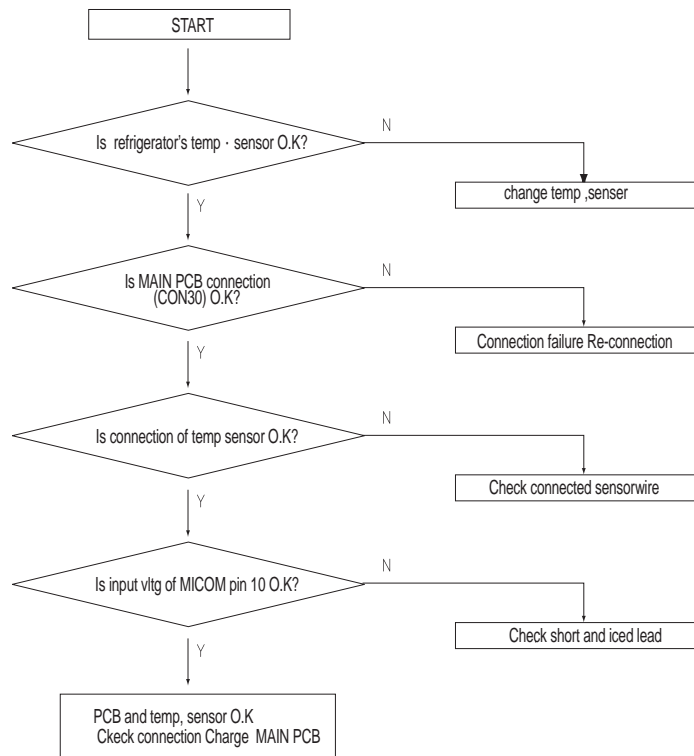 START
Is refrigerator's temp · sensor O.K?
N
change temp ,senser
Y
Is MAIN PCB connection
(CON30) O.K?
N
Connection failure Re-connection
Y
Is connection of temp sensor O.K?
N
Check connected sensorwire
Y
Is input vltg of MICOM pin 10 O.K?
N
Check short and iced lead
Y
PCB and temp, sensor O.K
Ckeck connection Charge MAIN PCB